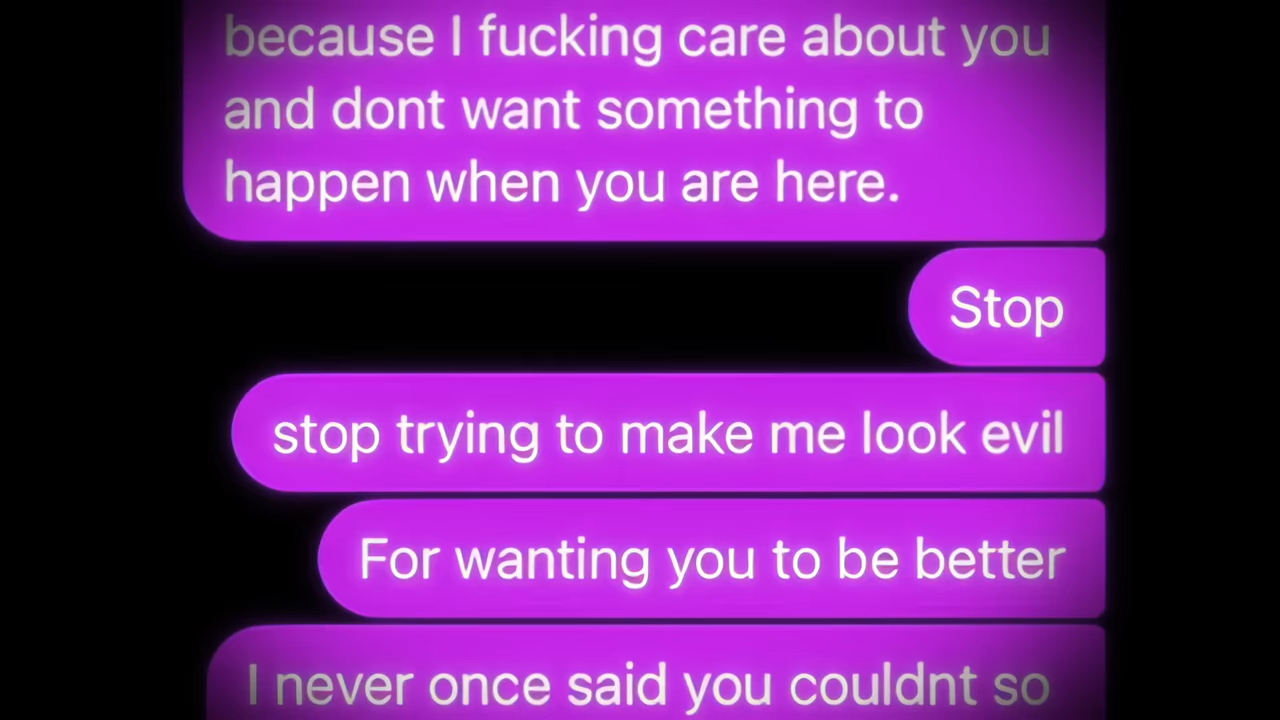 because I fucking care about you
and dont want something to
happen when you are here.
Stop
stop trying to make me look evil
For wanting you to be better
I never once said you couldnt so